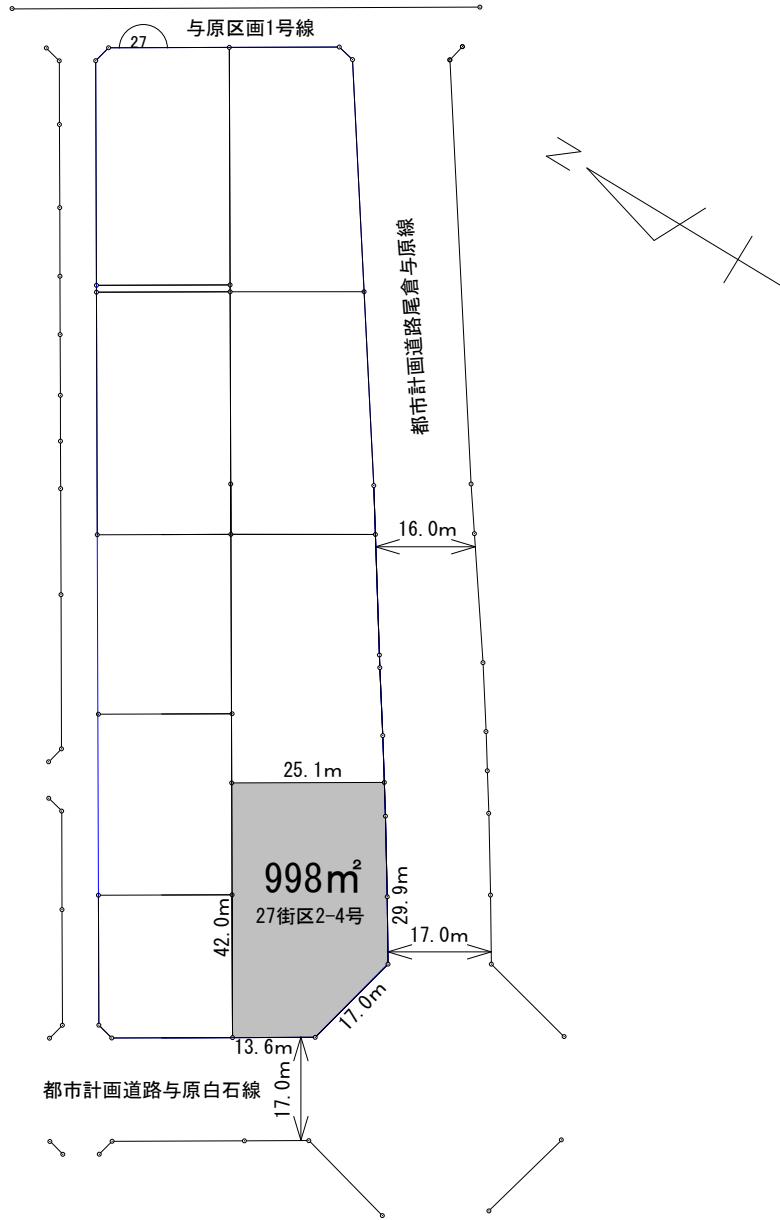 与原区画1号線
27
N
都市計画道路尾倉与原線
16.0m
25.1m
998㎡
27街区2-4号
42.0m
29.9m
17.0m
17.0m
13.6m
17.0m
都市計画道路与原白石線